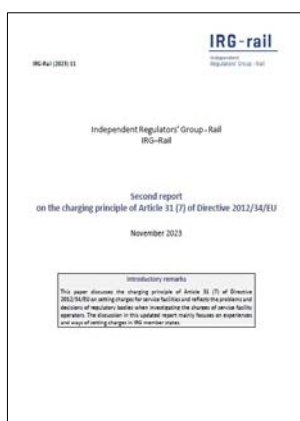 IRG-rail
Independent
Regulators' Group - Rail
IRG-Rail (2023) 11
Independent Regulators' Group - Rail
IRG–Rail
Second report
on the charging principle of Article 31 (7) of Directive 2012/34/EU
November 2023
Introductory remarks
This paper discusses the charging principle of Article 31 (7) of Directive
2012/34/EU on setting charges for service facilities and reflects the problems and
decisions of regulatory bodies when investigating the charges of service facility
operators. The discussion in this updated report mainly focuses on experiences
and ways of setting charges in IRG member states.